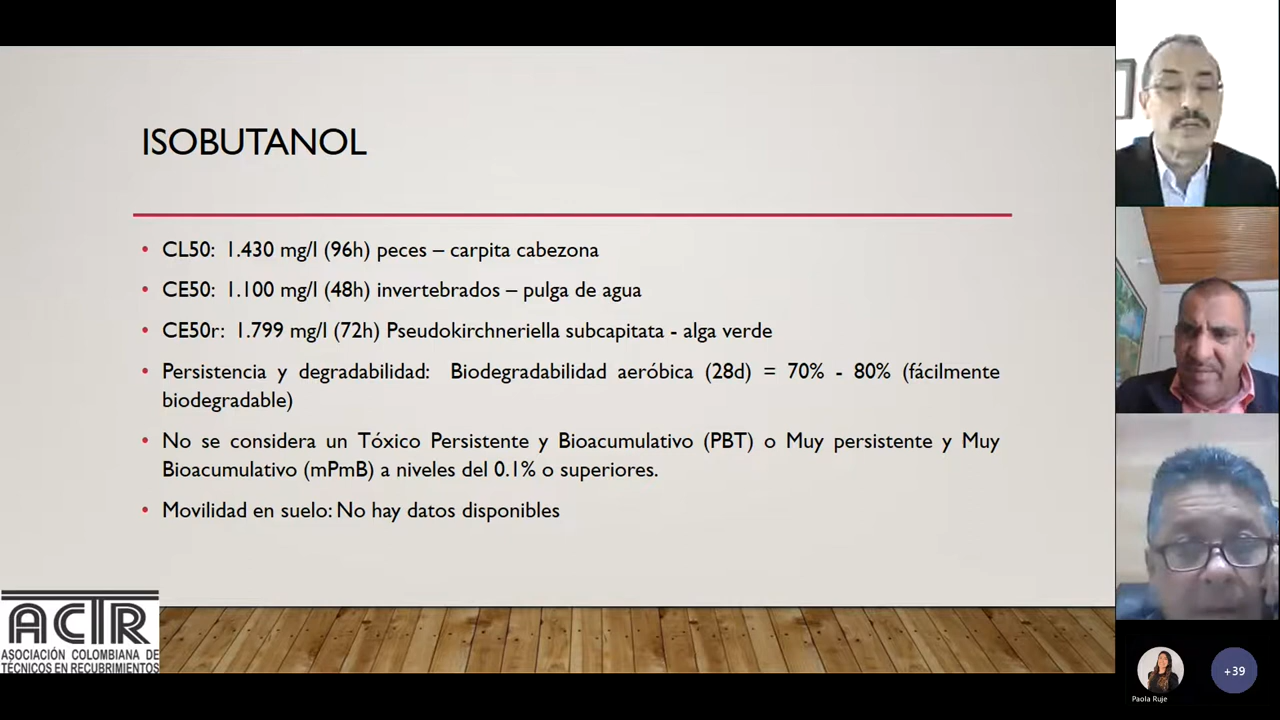 ISOBUTANOL
• CL50: 1.430 mg/l (96h) peces – carpita cabezona
• CE50: 1.100 mg/l (48h) invertebrados – pulga de agua
• CE50r: 1.799 mg/l (72h) Pseudokirchneriella subcapitata - alga verde
• Persistencia y degradabilidad: Biodegradabilidad aeróbica (28d) = 70% - 80% (fácilmente
biodegradable)
• No se considera un Tóxico Persistente y Bioacumulativo (PBT) o Muy persistente y Muy
Bioacumulativo (mPmB) a niveles del 0.1% o superiores.
• Movilidad en suelo: No hay datos disponibles
ACTR
ASOCIACIÓN COLOMBIANA DE
TÉCNICOS EN RECUBRIMIENTOS
Paola Ruje
+39